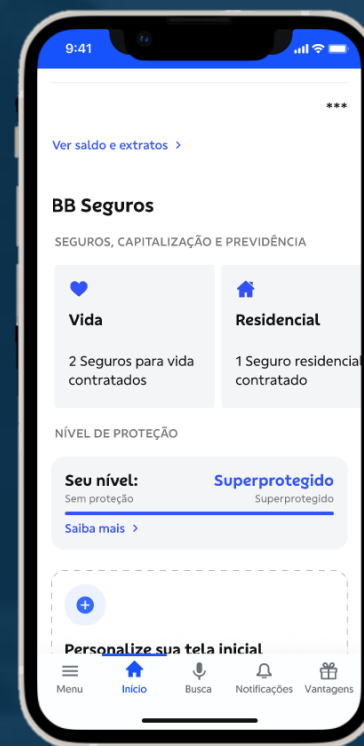 9:41
***
Ver saldo e extratos >
BB Seguros
SEGUROS, CAPITALIZAÇÃO E PREVIDÊNCIA
Vida
2 Seguros para vida
contratados
Residencial
1 Seguro residencial
contratado
NÍVEL DE PROTEÇÃO
Seu nível: Superprotegido
Sem proteção Superprotegido
Saiba mais >
Personalize sua tela inicial
Menu Início Busca Notificações Vantagens